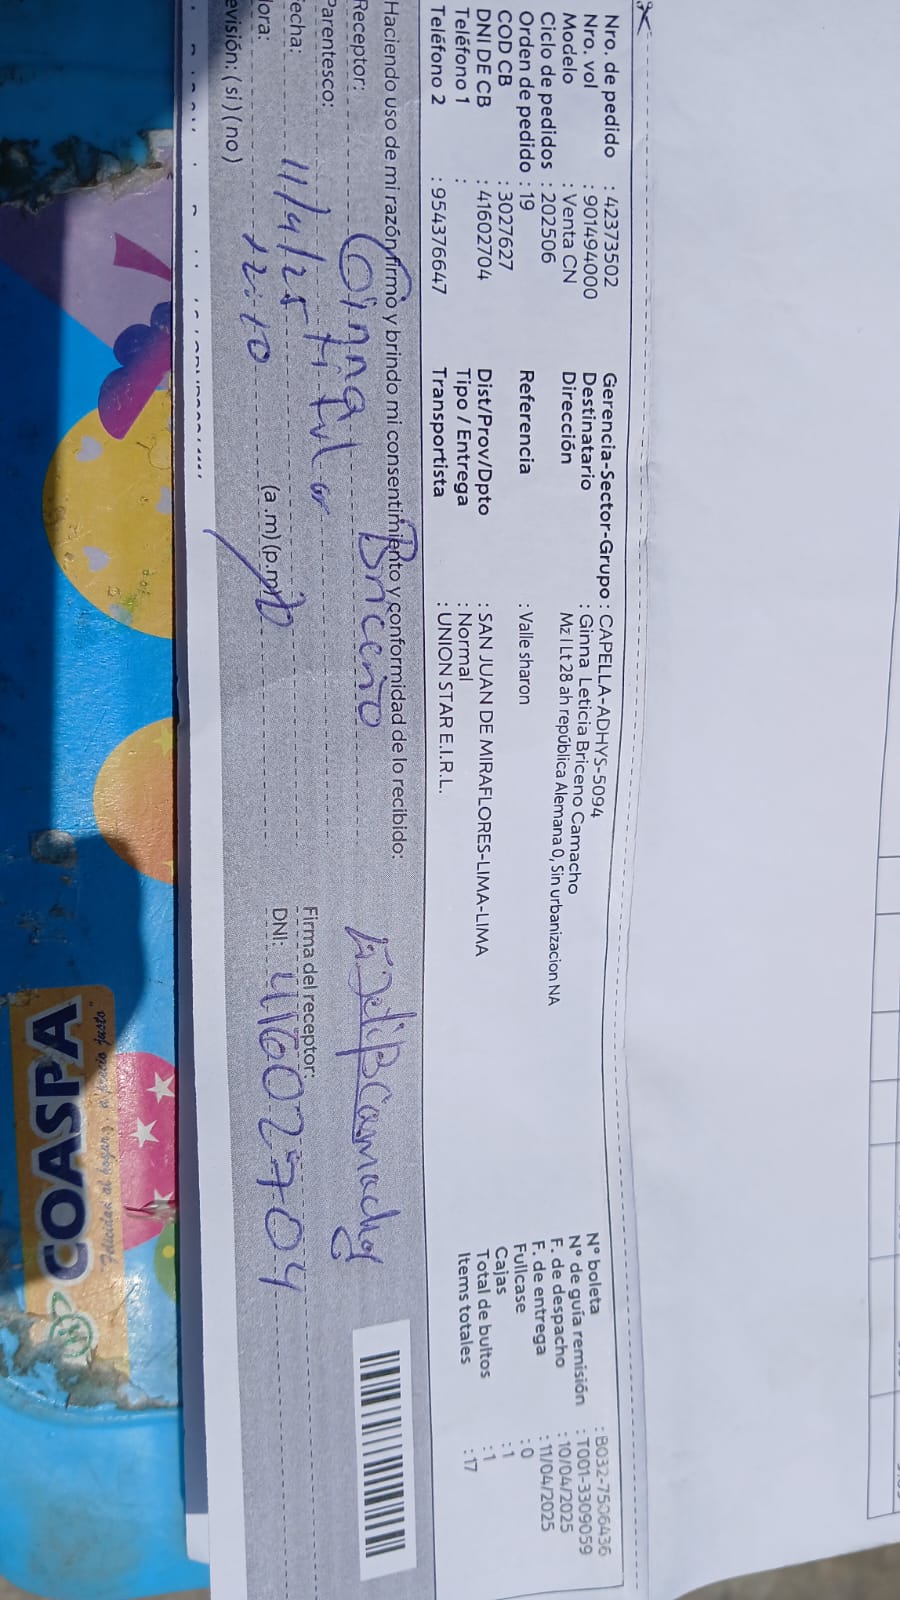 Nro. de pedido : 42373502
Nro. vol : 901494000
Modelo : Venta CN
Ciclo de pedidos : 202506
Orden de pedido : 19
COD CB : 3027627
DNI DE CB : 41602704
Teléfono 1 :
Teléfono 2 : 954376647
Gerencia-Sector-Grupo : CAPELLA-ADHYS-5094
Destinatario : Ginna Leticia Briceno Camacho
Dirección Mz I Lt 28 ah república Alemana 0, Sin urbanizacion NA
Referencia : Valle sharon
Dist/Prov/Dpto : SAN JUAN DE MIRAFLORES-LIMA-LIMA
Tipo / Entrega : Normal
Transportista : UNION STAR E.I.R.L.
N° boleta : B032-7506436
N° de guía remisión : T001-3309059
F. de despacho : 10/04/2025
F. de entrega : 11/04/2025
Fullcase : 0
Cajas : 1
Total de bultos : 1
Items totales : 17
Haciendo uso de mi razón firmo y brindo mi consentimiento y conformidad de lo recibido:
Receptor: Ginna Briceño
Parentesco: titular
echa: 11/4/25
ora: 12:10 (a.m)(p.m)
evisión: (si) (no)
Firma del receptor:
DNI: 41602704
COASPA